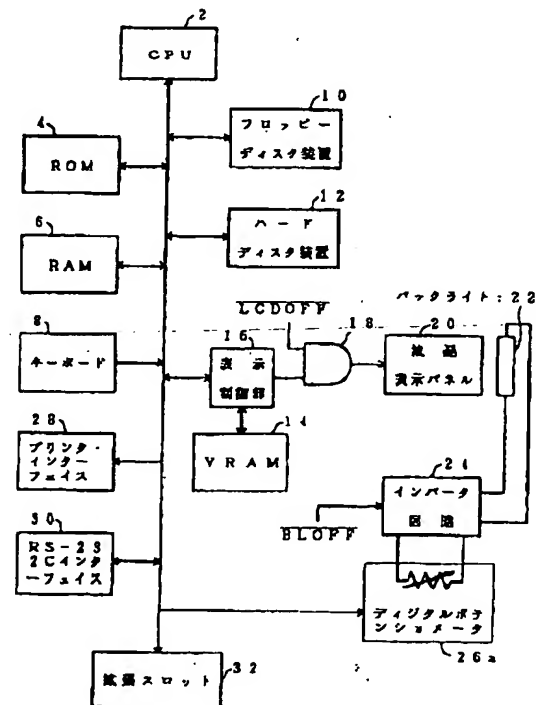 2
CPU
10
フロッピー
ディスク装置
4
ROM
12
ハード
ディスク装置
6
RAM
LCDOFF
18
バックライト:22
16
表示
制御部
20
液晶
表示パネル
8
キーボード
14
VRAM
28
プリンタ・
インター
フェイス
24
インバータ
回路
BLOFF
30
RS-23
2Cインタ
ーフェイス
ディジタルポテ
ンショメータ
26a
32
拡張スロット